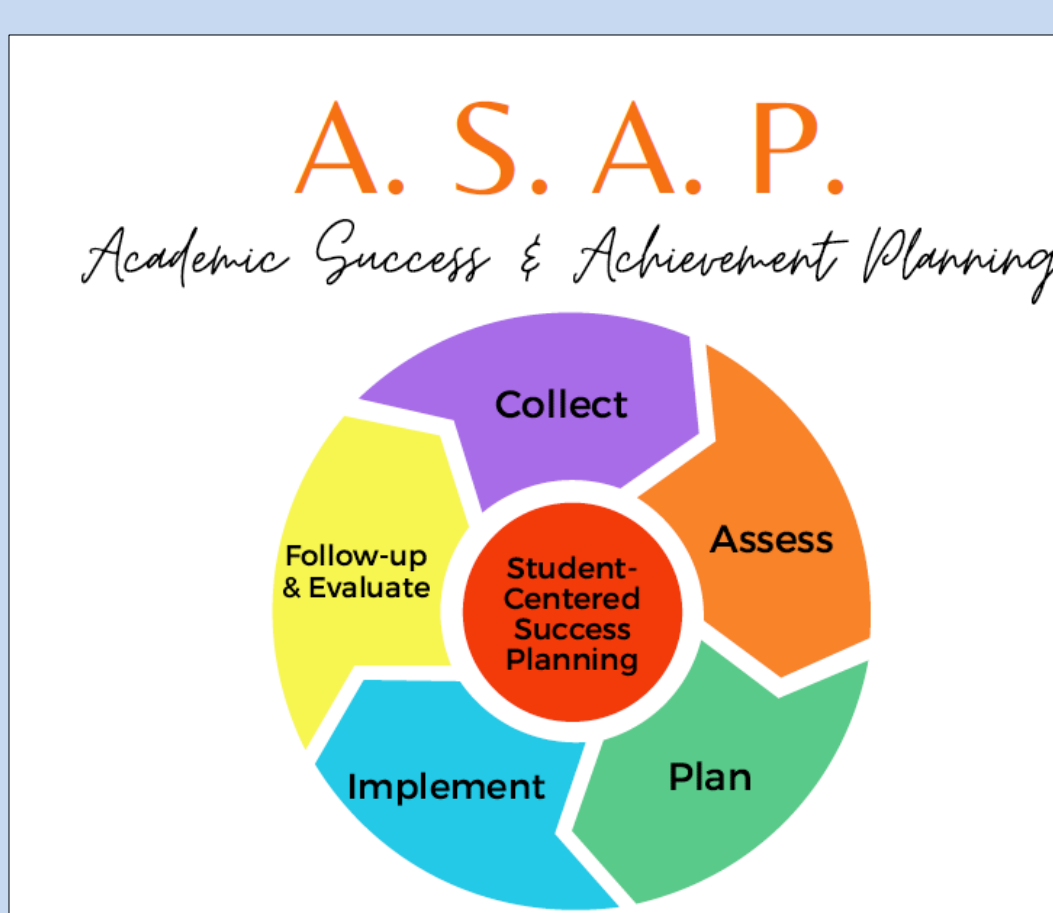 A. S. A. P.
Academic Success & Achievement Planning
Collect
Assess
Follow-up
& Evaluate
Student-
Centered
Success
Planning
Plan
Implement